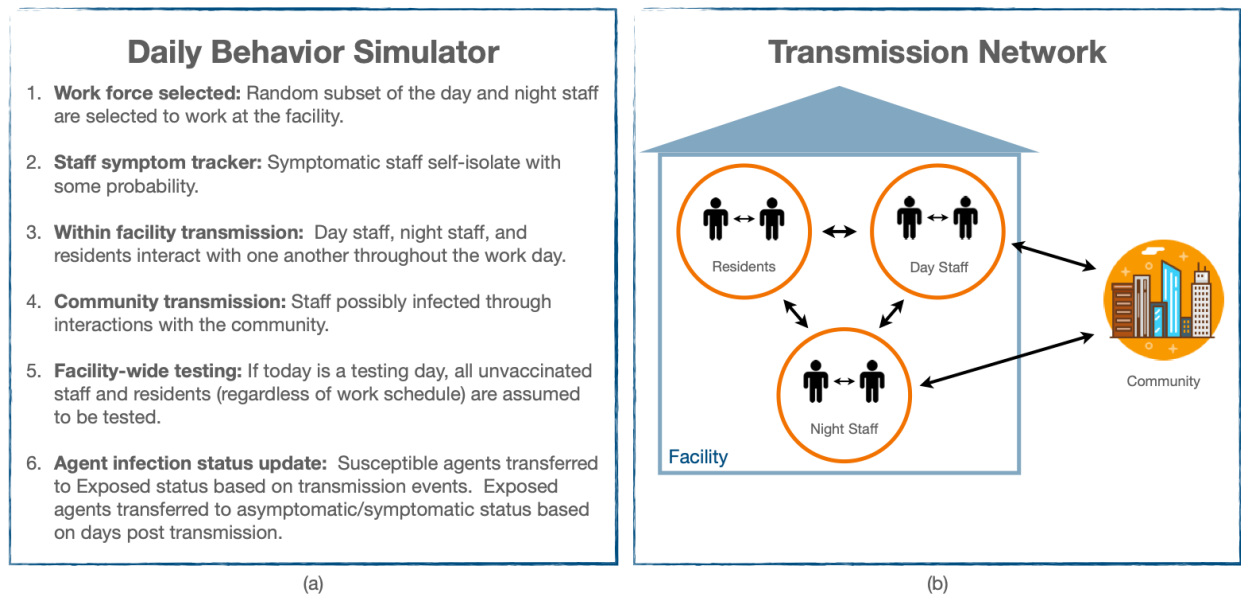 Daily Behavior Simulator
1. Work force selected: Random subset of the day and night staff
are selected to work at the facility.
2. Staff symptom tracker: Symptomatic staff self-isolate with
some probability.
3. Within facility transmission: Day staff, night staff, and
residents interact with one another throughout the work day.
4. Community transmission: Staff possibly infected through
interactions with the community.
5. Facility-wide testing: If today is a testing day, all unvaccinated
staff and residents (regardless of work schedule) are assumed
to be tested.
6. Agent infection status update: Susceptible agents transferred
to Exposed status based on transmission events. Exposed
agents transferred to asymptomatic/symptomatic status based
on days post transmission.
(a)
Transmission Network
Residents
Day Staff
Night Staff
Community
Facility
(b)